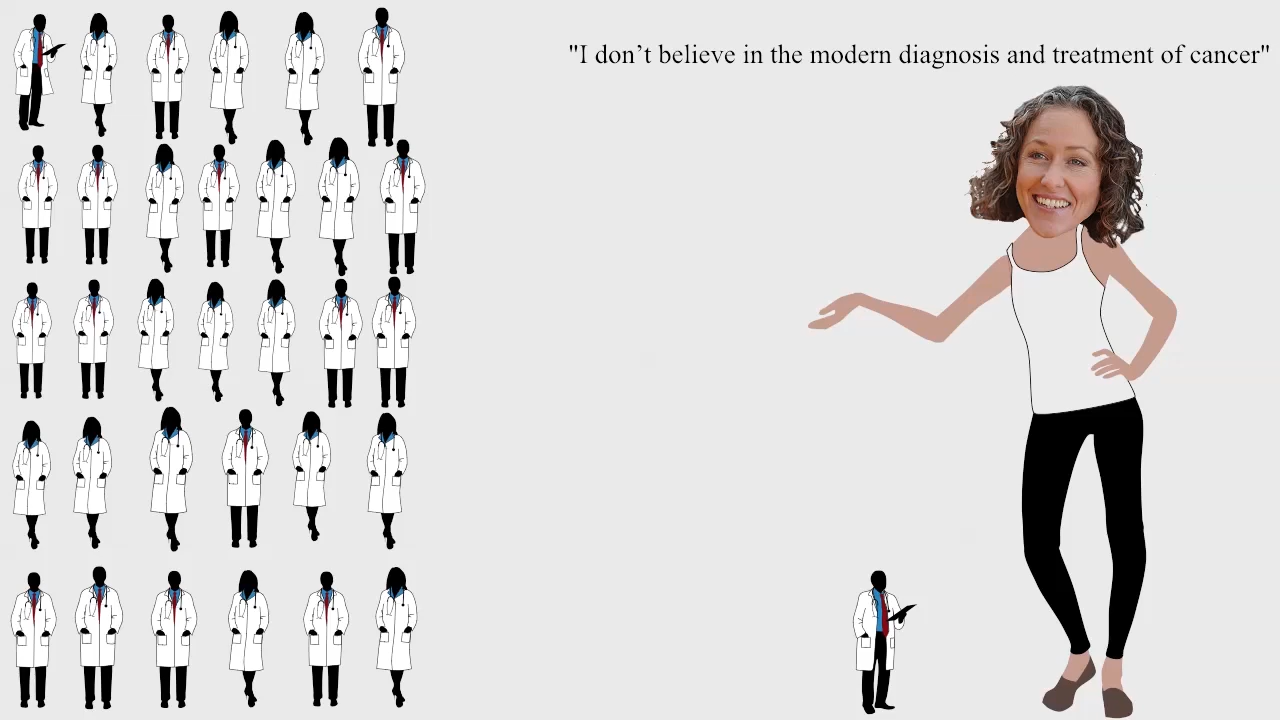 "I don’t believe in the modern diagnosis and treatment of cancer"